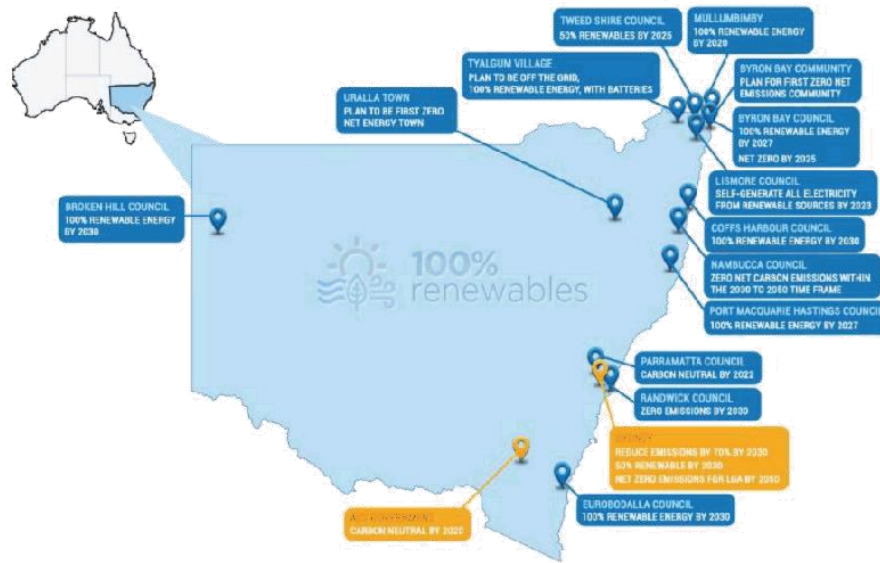 TWEED SHIRE COUNCIL
50% RENEWABLES BY 2025
MULLUMBIMBY
100% RENEWABLE ENERGY
BY 2020
TYALGUM VILLAGE
PLAN TO BE OFF THE GRID,
100% RENEWABLE ENERGY, WITH BATTERIES
BYRON BAY COMMUNITY
PLAN FOR FIRST ZERO NET
EMISSIONS COMMUNITY
URALLA TOWN
PLAN TO BE FIRST ZERO
NET ENERGY TOWN
BYRON BAY COUNCIL
100% RENEWABLE ENERGY
BY 2027
NET ZERO BY 2025
LISMORE COUNCIL
SELF-GENERATE ALL ELECTRICITY
FROM RENEWABLE SOURCES BY 2023
BROKEN HILL COUNCIL
100% RENEWABLE ENERGY
BY 2030
COFFS HARBOUR COUNCIL
100% RENEWABLE ENERGY BY 2030
NAMBUCCA COUNCIL
ZERO NET CARBON EMISSIONS WITHIN
THE 2030 TO 2050 TIME FRAME
100%
renewables
PORT MACQUARIE HASTINGS COUNCIL
100% RENEWABLE ENERGY BY 2027
PARRAMATTA COUNCIL
CARBON NEUTRAL BY 2022
RANDWICK COUNCIL
ZERO EMISSIONS BY 2030
SYDNEY
REDUCE EMISSIONS BY 70% BY 2030
50% RENEWABLE BY 2030
NET ZERO EMISSIONS FOR LGA BY 2050
EUROBODALLA COUNCIL
100% RENEWABLE ENERGY BY 2030
CARBON NEUTRAL BY 2020